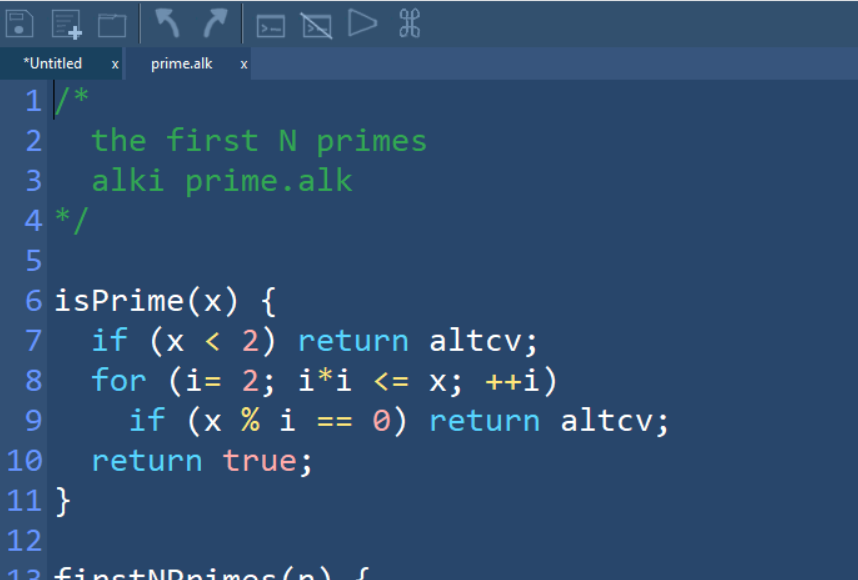 *Untitled x prime.alk x
1 /*
2 the first N primes
3 alki prime.alk
4 */
5
6 isPrime(x) {
7 if (x < 2) return altcv;
8 for (i= 2; i*i <= x; ++i)
9 if (x % i == 0) return altcv;
10 return true;
11 }
12
13 firstNPrimes(n) {